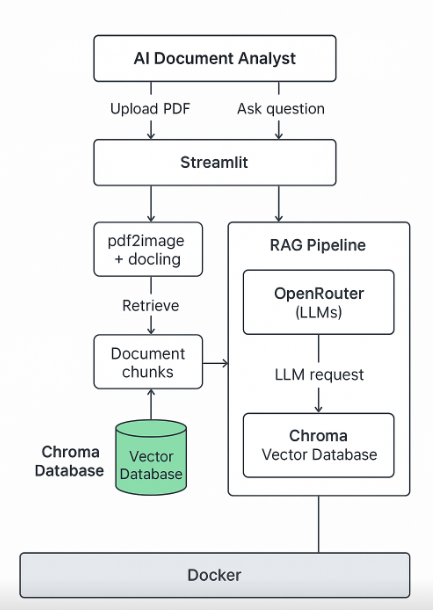 AI Document Analyst
Upload PDF
Ask question
Streamlit
pdf2image
+ docling
Retrieve
Document
chunks
Chroma
Database
Vector
Database
RAG Pipeline
OpenRouter
(LLMs)
LLM request
Chroma
Vector Database
Docker